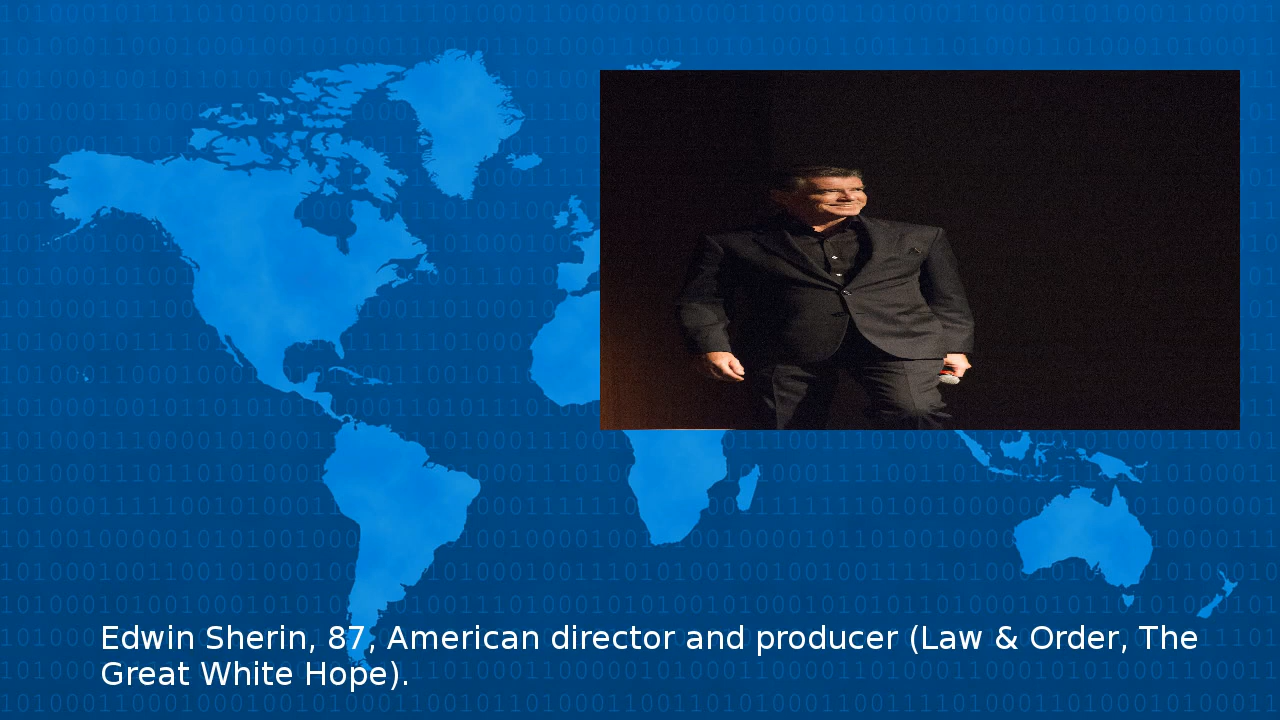 Edwin Sherin, 87, American director and producer (Law & Order, The
Great White Hope).